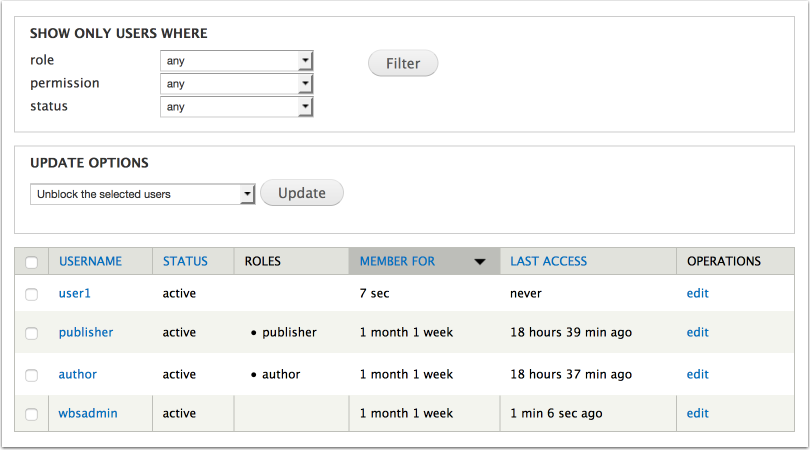 SHOW ONLY USERS WHERE
role any Filter
permission any
status any
UPDATE OPTIONS
Unblock the selected users Update
USERNAME STATUS ROLES MEMBER FOR LAST ACCESS OPERATIONS
user1 active 7 sec never edit
publisher active • publisher 1 month 1 week 18 hours 39 min ago edit
author active • author 1 month 1 week 18 hours 37 min ago edit
wbsadmin active 1 month 1 week 1 min 6 sec ago edit